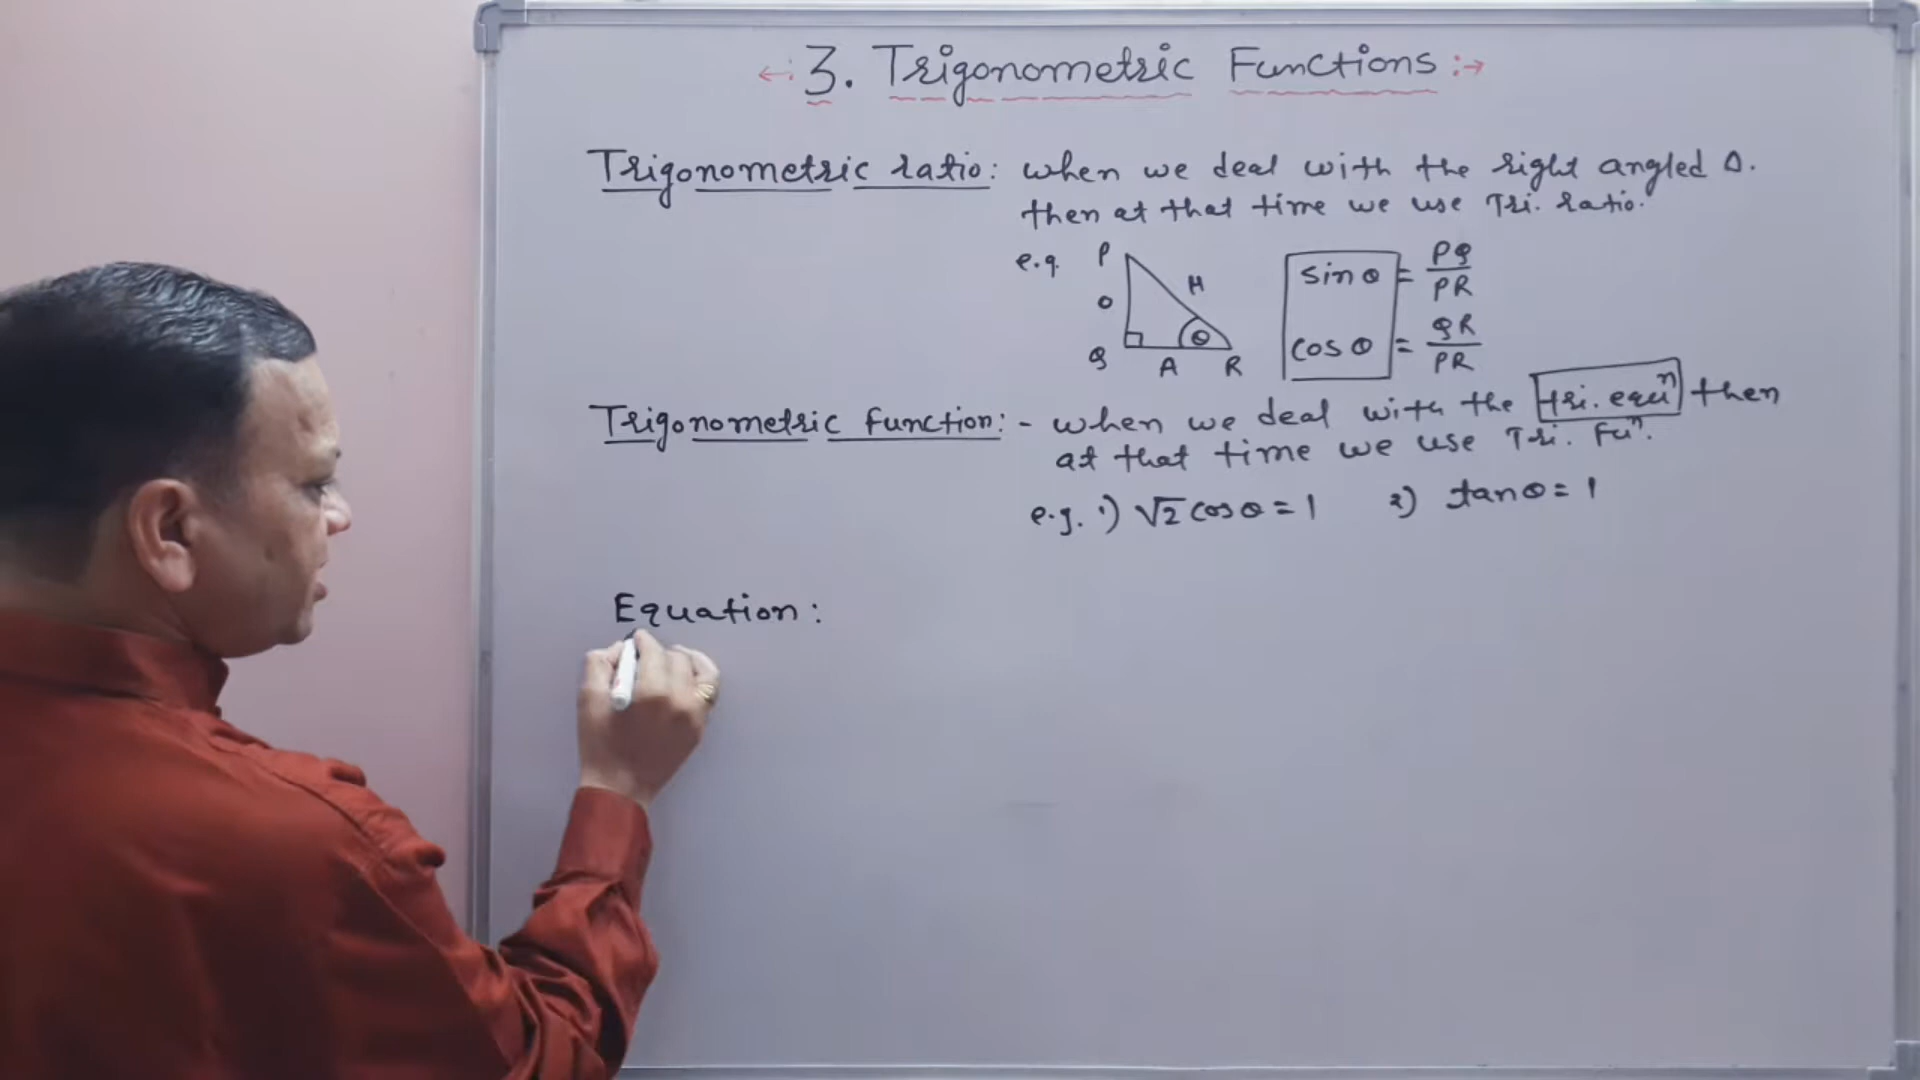 ←: 3. Trigonometric Functions :→
Trigonometric ratio: when we deal with the right angled Δ.
then at that time we use Tri. ratio.
e.g. P
O H
Q A θ R
sin θ = PQ/PR
cos θ = QR/PR
Trigonometric function: - when we deal with the tri. equⁿ then
at that time we use Tri. Fuⁿ.
e.g. 1) √2 cos θ = 1 2) tan θ = 1
Equation: